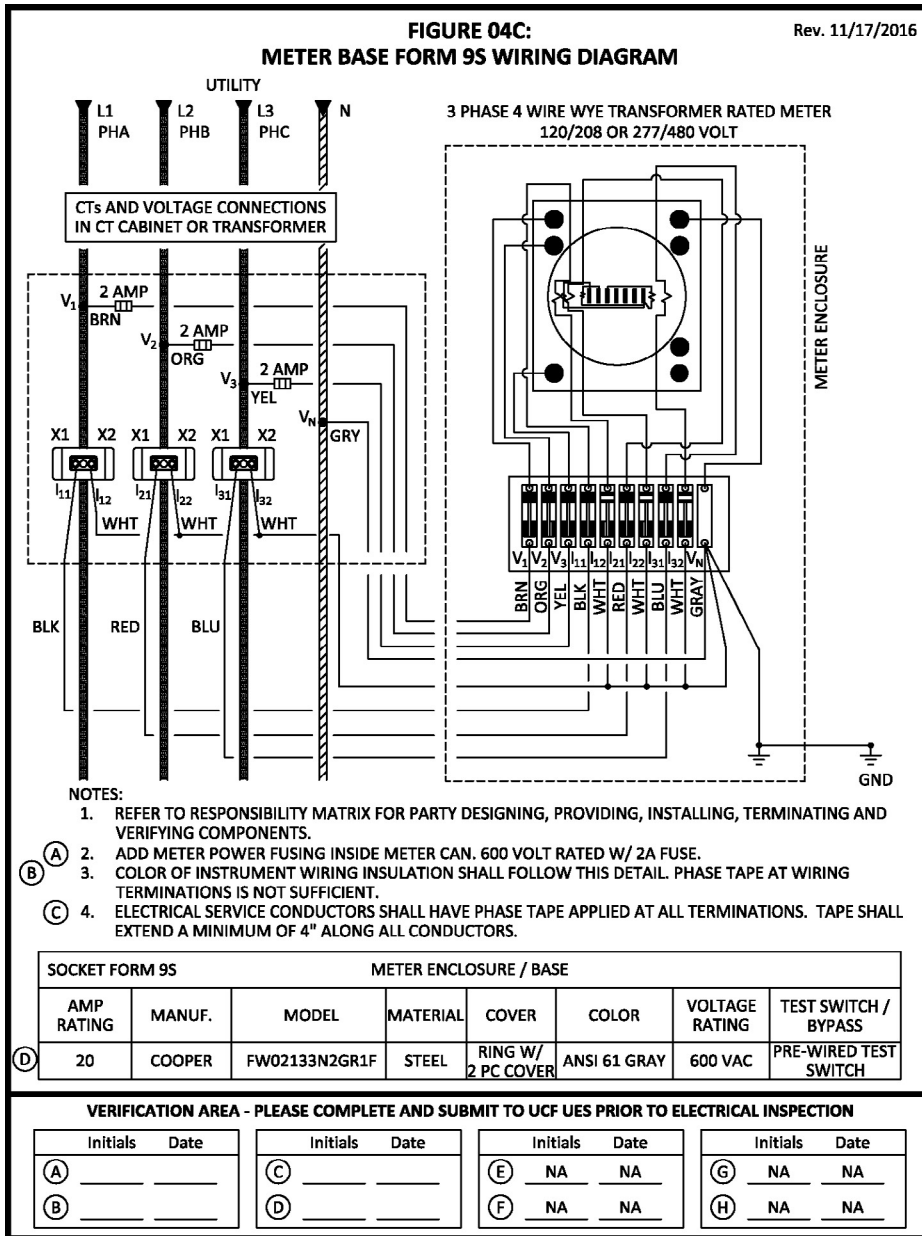 FIGURE 04C:
METER BASE FORM 9S WIRING DIAGRAM
Rev. 11/17/2016
UTILITY
L1
PHA
L2
PHB
L3
PHC
N
3 PHASE 4 WIRE WYE TRANSFORMER RATED METER
120/208 OR 277/480 VOLT
CTs AND VOLTAGE CONNECTIONS
IN CT CABINET OR TRANSFORMER
METER ENCLOSURE
V1
2 AMP
BRN
V2
2 AMP
ORG
V3
2 AMP
YEL
VN
GRY
X1 X2 X1 X2 X1 X2
I11 I12 I21 I22 I31 I32
WHT WHT WHT
V1 V2 V3 I11 I12 I21 I22 I31 I32 VN
BRN
ORG
YEL
BLK
WHT
RED
WHT
BLU
WHT
GRAY
BLK RED BLU
GND
NOTES:
1. REFER TO RESPONSIBILITY MATRIX FOR PARTY DESIGNING, PROVIDING, INSTALLING, TERMINATING AND
VERIFYING COMPONENTS.
A 2. ADD METER POWER FUSING INSIDE METER CAN. 600 VOLT RATED W/ 2A FUSE.
B 3. COLOR OF INSTRUMENT WIRING INSULATION SHALL FOLLOW THIS DETAIL. PHASE TAPE AT WIRING
TERMINATIONS IS NOT SUFFICIENT.
C 4. ELECTRICAL SERVICE CONDUCTORS SHALL HAVE PHASE TAPE APPLIED AT ALL TERMINATIONS. TAPE SHALL
EXTEND A MINIMUM OF 4" ALONG ALL CONDUCTORS.
SOCKET FORM 9S METER ENCLOSURE / BASE
AMP RATING MANUF. MODEL MATERIAL COVER COLOR VOLTAGE RATING TEST SWITCH / BYPASS
D 20 COOPER FW02133N2GR1F STEEL RING W/ 2 PC COVER ANSI 61 GRAY 600 VAC PRE-WIRED TEST SWITCH
VERIFICATION AREA - PLEASE COMPLETE AND SUBMIT TO UCF UES PRIOR TO ELECTRICAL INSPECTION
Initials Date Initials Date Initials Date Initials Date
A C E NA NA G NA NA
B D F NA NA H NA NA